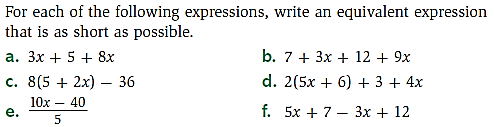 For each of the following expressions, write an equivalent expression
that is as short as possible.
a. 3x + 5 + 8x
b. 7 + 3x + 12 + 9x
c. 8(5 + 2x) − 36
d. 2(5x + 6) + 3 + 4x
e. 10x − 40
5
f. 5x + 7 − 3x + 12